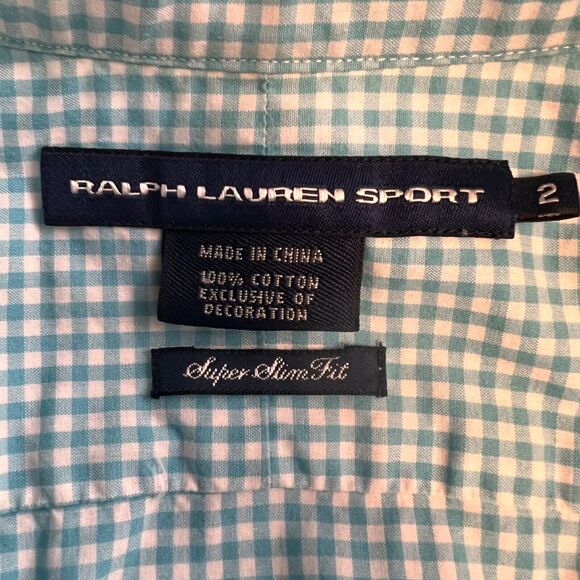 RALPH LAUREN SPORT
2
MADE IN CHINA
100% COTTON
EXCLUSIVE OF
DECORATION
Super Slim Fit